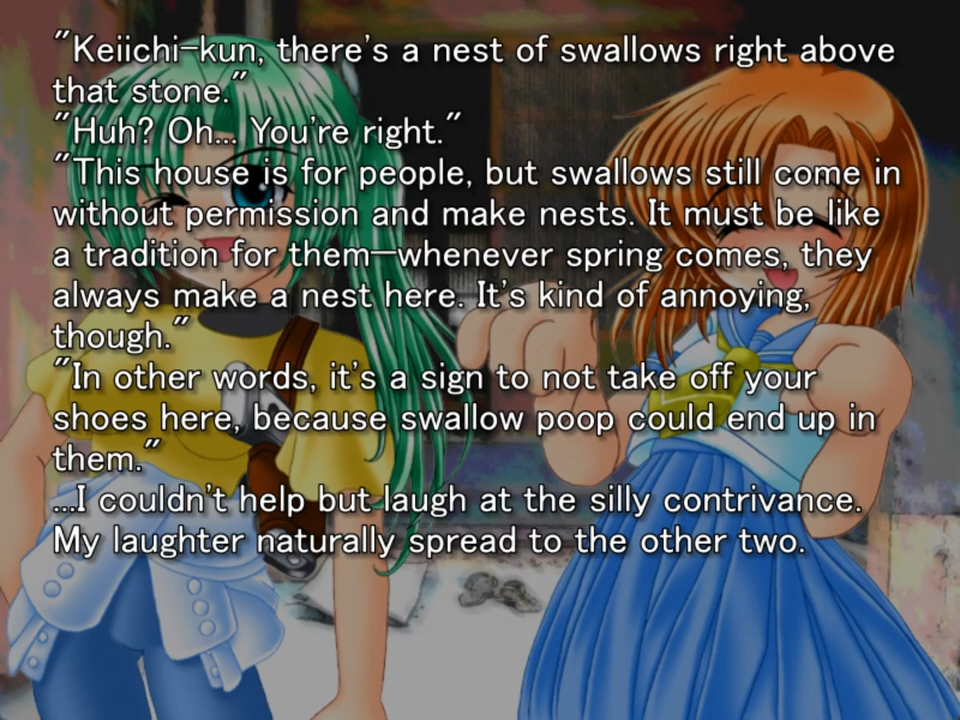 "Keiichi-kun, there's a nest of swallows right above
that stone."
"Huh? Oh... You're right."
"This house is for people, but swallows still come in
without permission and make nests. It must be like
a tradition for them—whenever spring comes, they
always make a nest here. It's kind of annoying,
though."
"In other words, it's a sign to not take off your
shoes here, because swallow poop could end up in
them."
...I couldn't help but laugh at the silly contrivance.
My laughter naturally spread to the other two.